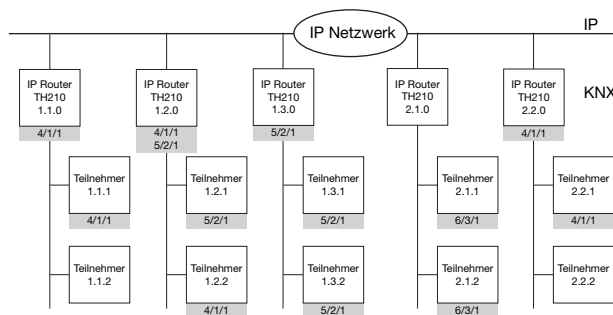 IP Netzwerk
IP
KNX
IP Router
TH210
1.1.0
4/1/1
IP Router
TH210
1.2.0
4/1/1
5/2/1
IP Router
TH210
1.3.0
5/2/1
IP Router
TH210
2.1.0
IP Router
TH210
2.2.0
4/1/1
Teilnehmer
1.1.1
4/1/1
Teilnehmer
1.2.1
5/2/1
Teilnehmer
1.3.1
5/2/1
Teilnehmer
2.1.1
6/3/1
Teilnehmer
2.2.1
4/1/1
Teilnehmer
1.1.2
Teilnehmer
1.2.2
4/1/1
Teilnehmer
1.3.2
5/2/1
Teilnehmer
2.1.2
6/3/1
Teilnehmer
2.2.2